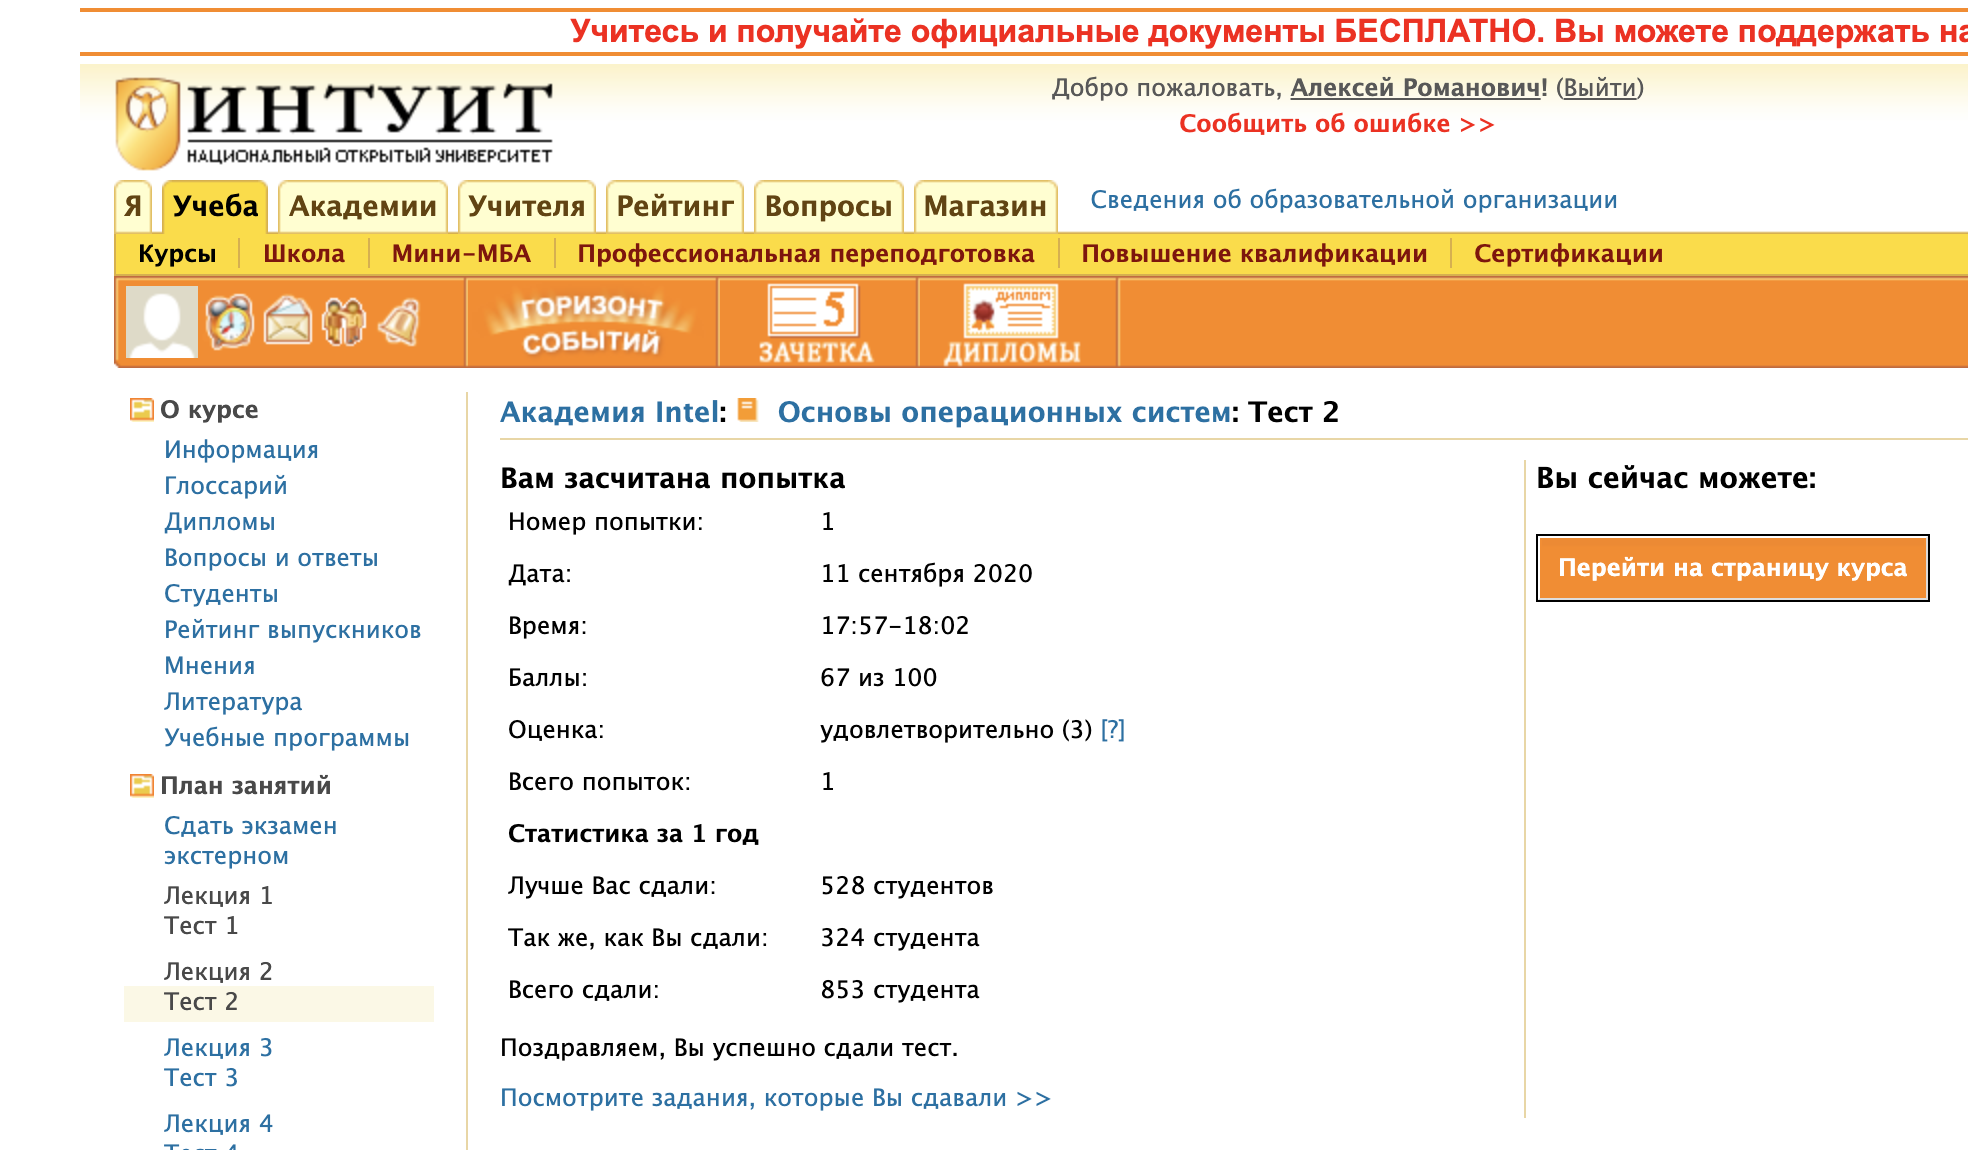 Учитесь и получайте официальные документы БЕСПЛАТНО. Вы можете поддержать на
ИНТУИТ
НАЦИОНАЛЬНЫЙ ОТКРЫТЫЙ УНИВЕРСИТЕТ
Добро пожаловать, Алексей Романович! (Выйти)
Сообщить об ошибке >>
Я Учеба Академии Учителя Рейтинг Вопросы Магазин Сведения об образовательной организации
Курсы Школа Мини-МБА Профессиональная переподготовка Повышение квалификации Сертификации
ГОРИЗОНТ
СОБЫТИЙ
5
ЗАЧЕТКА
ДИПЛОМ
ДИПЛОМЫ
О курсе
Информация
Глоссарий
Дипломы
Вопросы и ответы
Студенты
Рейтинг выпускников
Мнения
Литература
Учебные программы
План занятий
Сдать экзамен
экстерном
Лекция 1
Тест 1
Лекция 2
Тест 2
Лекция 3
Тест 3
Лекция 4
Тест 4
Академия Intel: Основы операционных систем: Тест 2
Вам засчитана попытка
Номер попытки: 1
Дата: 11 сентября 2020
Время: 17:57-18:02
Баллы: 67 из 100
Оценка: удовлетворительно (3) [?]
Всего попыток: 1
Статистика за 1 год
Лучше Вас сдали: 528 студентов
Так же, как Вы сдали: 324 студента
Всего сдали: 853 студента
Поздравляем, Вы успешно сдали тест.
Посмотрите задания, которые Вы сдавали >>
Вы сейчас можете:
Перейти на страницу курса